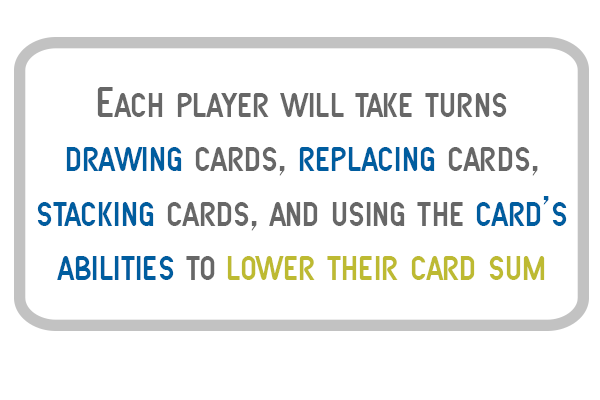 Each player will take turns
drawing cards, replacing cards,
stacking cards, and using the card's
abilities to lower their card sum